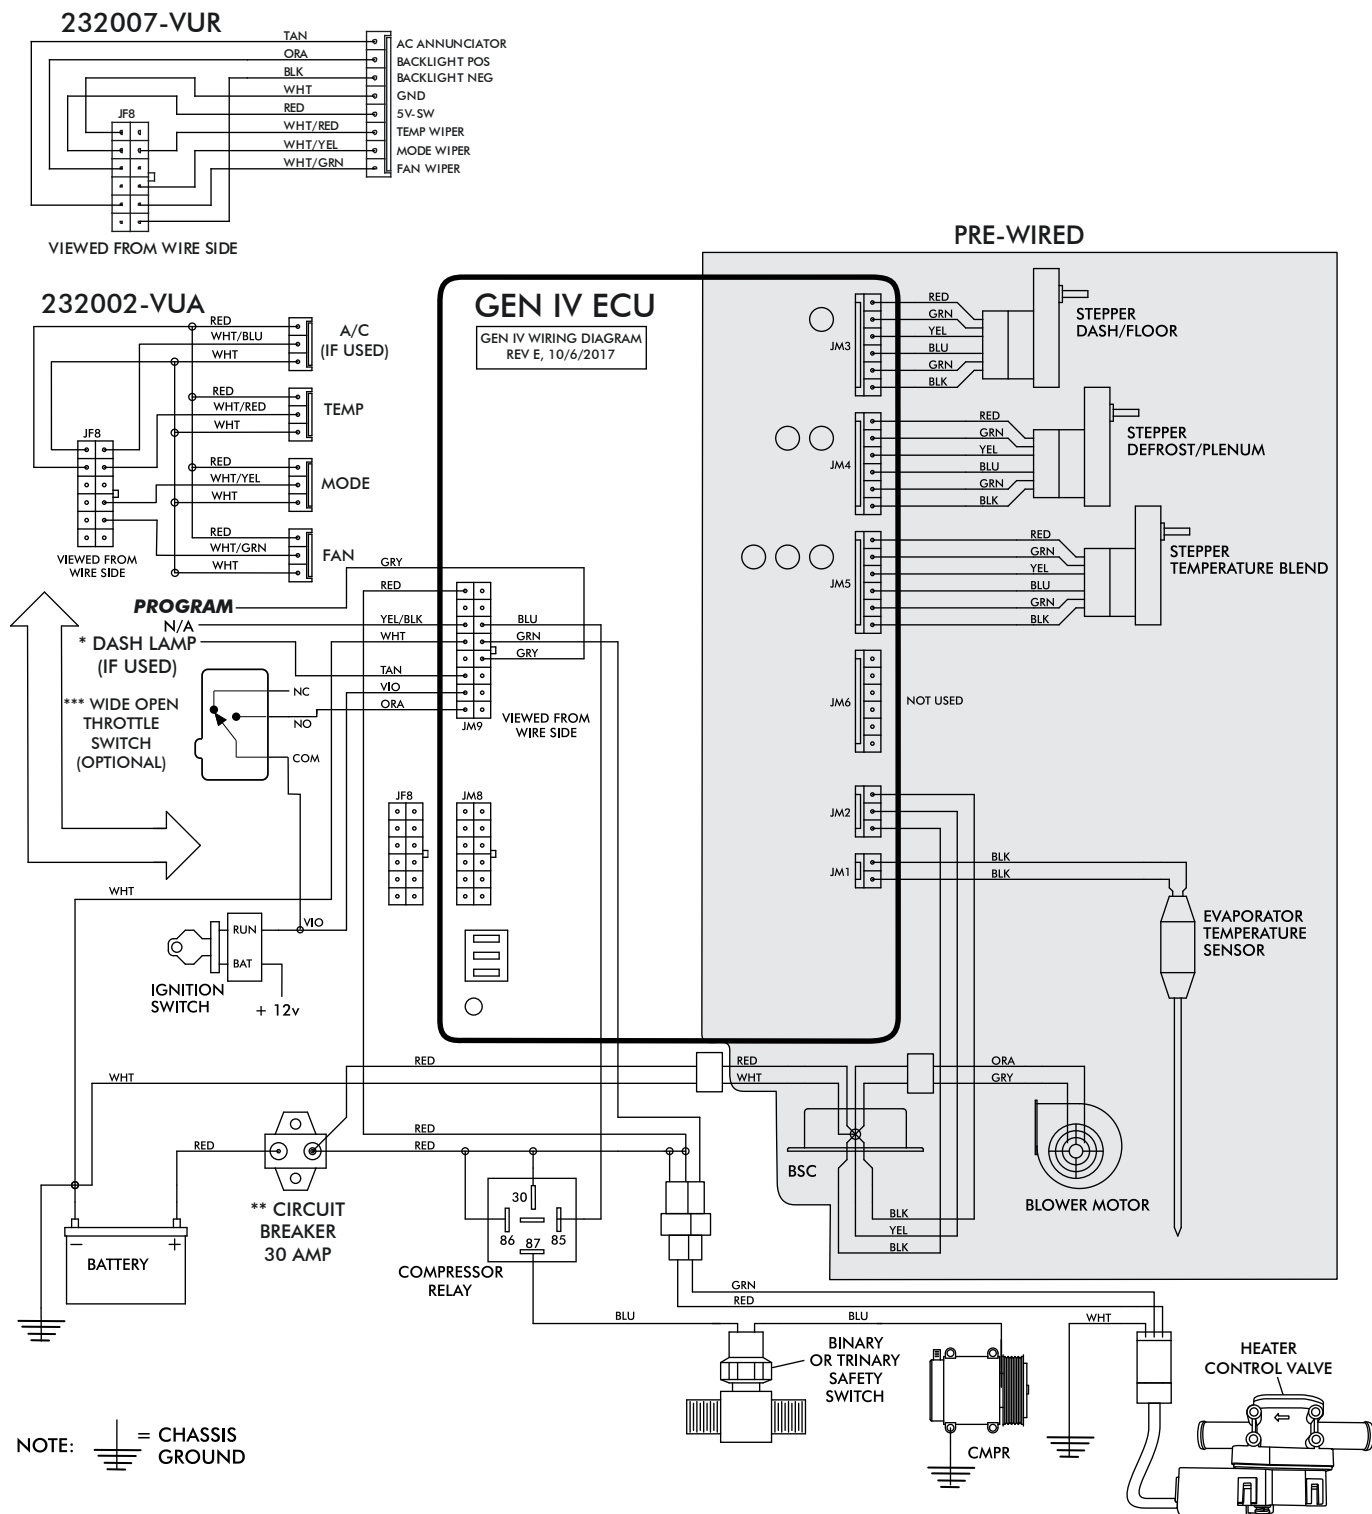 232007-VUR
TAN
ORA
BLK
WHT
RED
WHT/RED
WHT/YEL
WHT/GRN
AC ANNUNCIATOR
BACKLIGHT POS
BACKLIGHT NEG
GND
5V-SW
TEMP WIPER
MODE WIPER
FAN WIPER
JF8
VIEWED FROM WIRE SIDE
232002-VUA
RED
WHT/BLU
WHT
A/C
(IF USED)
RED
WHT/RED
WHT
TEMP
JF8
RED
WHT/YEL
WHT
MODE
RED
WHT/GRN
WHT
FAN
VIEWED FROM
WIRE SIDE
GEN IV ECU
GEN IV WIRING DIAGRAM
REV E, 10/6/2017
PRE-WIRED
JM3
RED
GRN
YEL
BLU
GRN
BLK
STEPPER
DASH/FLOOR
JM4
RED
GRN
YEL
BLU
GRN
BLK
STEPPER
DEFROST/PLENUM
JM5
RED
GRN
YEL
BLU
GRN
BLK
STEPPER
TEMPERATURE BLEND
JM6
NOT USED
JM2
JM1
BLK
BLK
EVAPORATOR
TEMPERATURE
SENSOR
GRY
RED
PROGRAM
N/A
YEL/BLK
WHT
* DASH LAMP
(IF USED)
TAN
VIO
ORA
BLU
GRN
GRY
JM9
VIEWED FROM
WIRE SIDE
*** WIDE OPEN
THROTTLE
SWITCH
(OPTIONAL)
NC
NO
COM
JF8
JM8
WHT
RUN
BAT
VIO
IGNITION
SWITCH
+ 12v
RED
WHT
RED
WHT
ORA
GRY
BSC
BLOWER MOTOR
BLK
YEL
BLK
RED
RED
RED
** CIRCUIT
BREAKER
30 AMP
30
86
87
85
COMPRESSOR
RELAY
−
+
BATTERY
GRN
RED
BLU
BLU
WHT
BINARY
OR TRINARY
SAFETY
SWITCH
CMPR
HEATER
CONTROL VALVE
NOTE:
= CHASSIS
GROUND